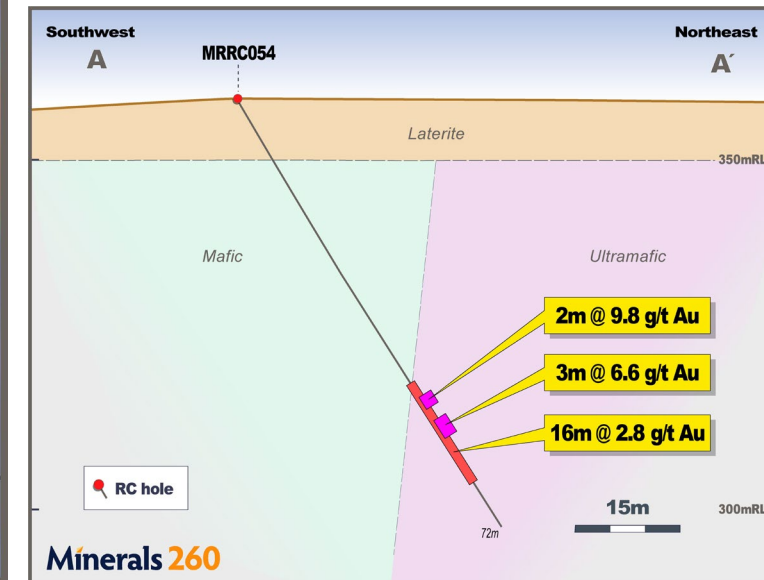 Southwest
A
Northeast
A´
MRRC054
Laterite
350mRL
Mafic
Ultramafic
2m @ 9.8 g/t Au
3m @ 6.6 g/t Au
16m @ 2.8 g/t Au
RC hole
15m
300mRL
72m
Minerals 260